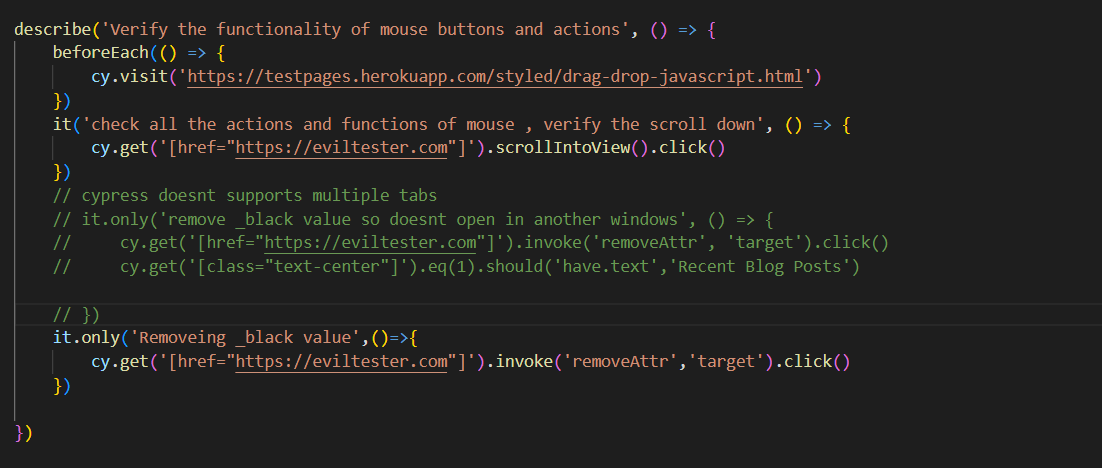 describe('Verify the functionality of mouse buttons and actions', () => {
    beforeEach(() => {
        cy.visit('https://testpages.herokuapp.com/styled/drag-drop-javascript.html')
    })
    it('check all the actions and functions of mouse , verify the scroll down', () => {
        cy.get('[href="https://eviltester.com"]').scrollIntoView().click()
    })
    // cypress doesnt supports multiple tabs
    // it.only('remove _black value so doesnt open in another windows', () => {
    //     cy.get('[href="https://eviltester.com"]').invoke('removeAttr', 'target').click()
    //     cy.get('[class="text-center"]').eq(1).should('have.text','Recent Blog Posts')
    // })
    it.only('Removeing _black value',()=>{
        cy.get('[href="https://eviltester.com"]').invoke('removeAttr','target').click()
    })
})